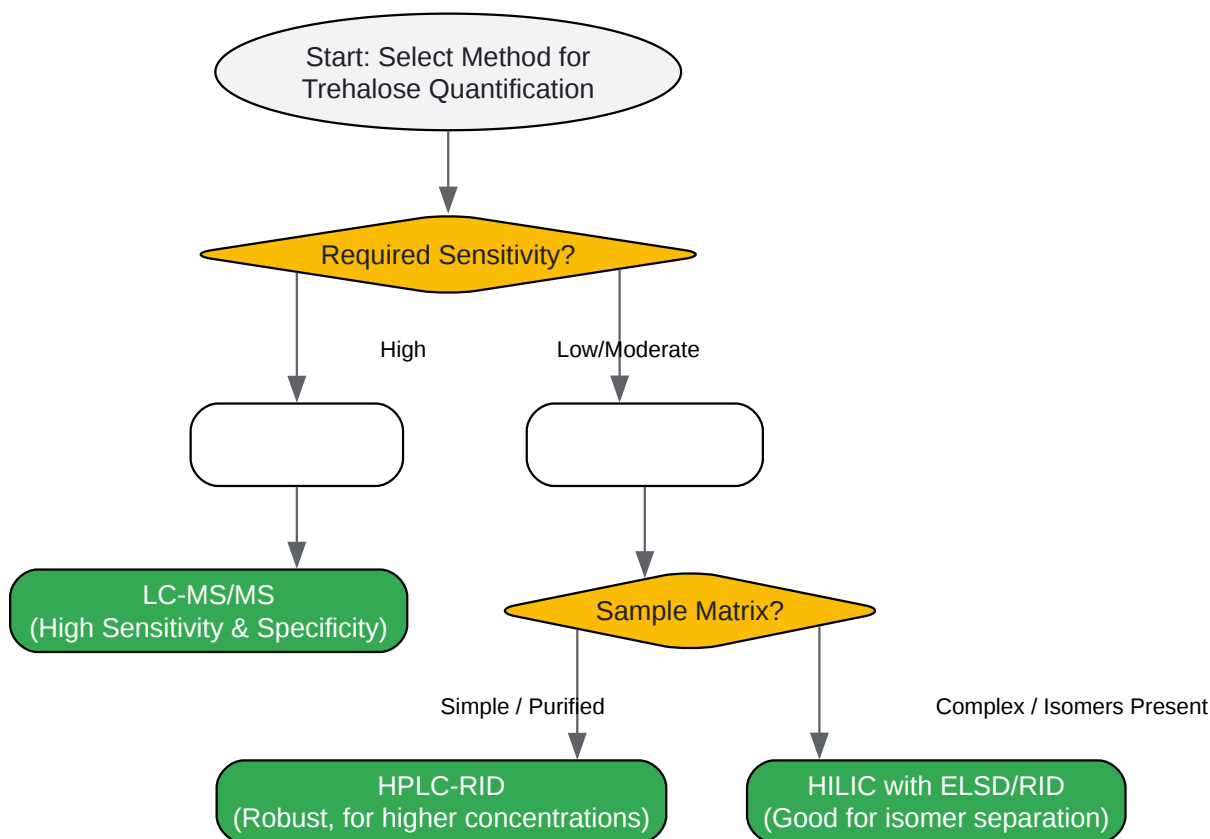 Start: Select Method for
Trehalose Quantification
Required Sensitivity?
High
Low/Moderate
LC-MS/MS
(High Sensitivity & Specificity)
Sample Matrix?
Simple / Purified
Complex / Isomers Present
HPLC-RID
(Robust, for higher concentrations)
HILIC with ELSD/RID
(Good for isomer separation)